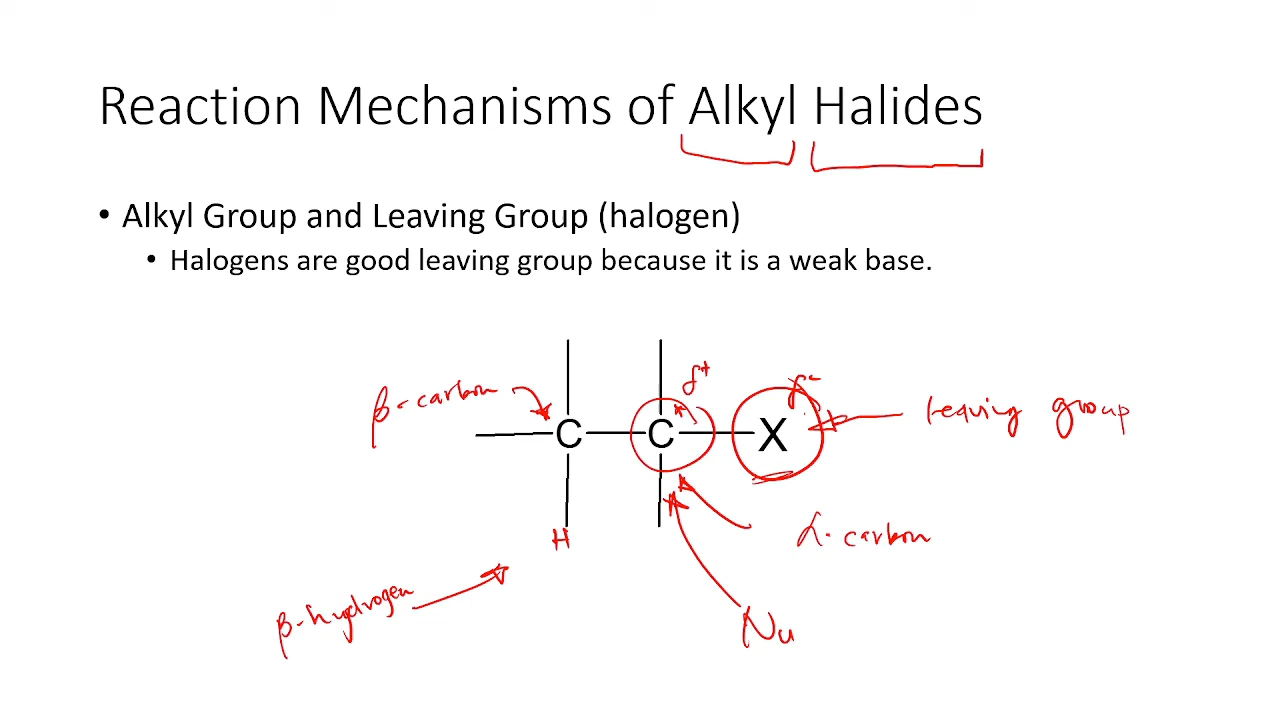 Reaction Mechanisms of Alkyl Halides
• Alkyl Group and Leaving Group (halogen)
• Halogens are good leaving group because it is a weak base.
δ+
δ-
β-carbon
leaving group
C
C
X
H
α-carbon
β-hydrogen
Nu